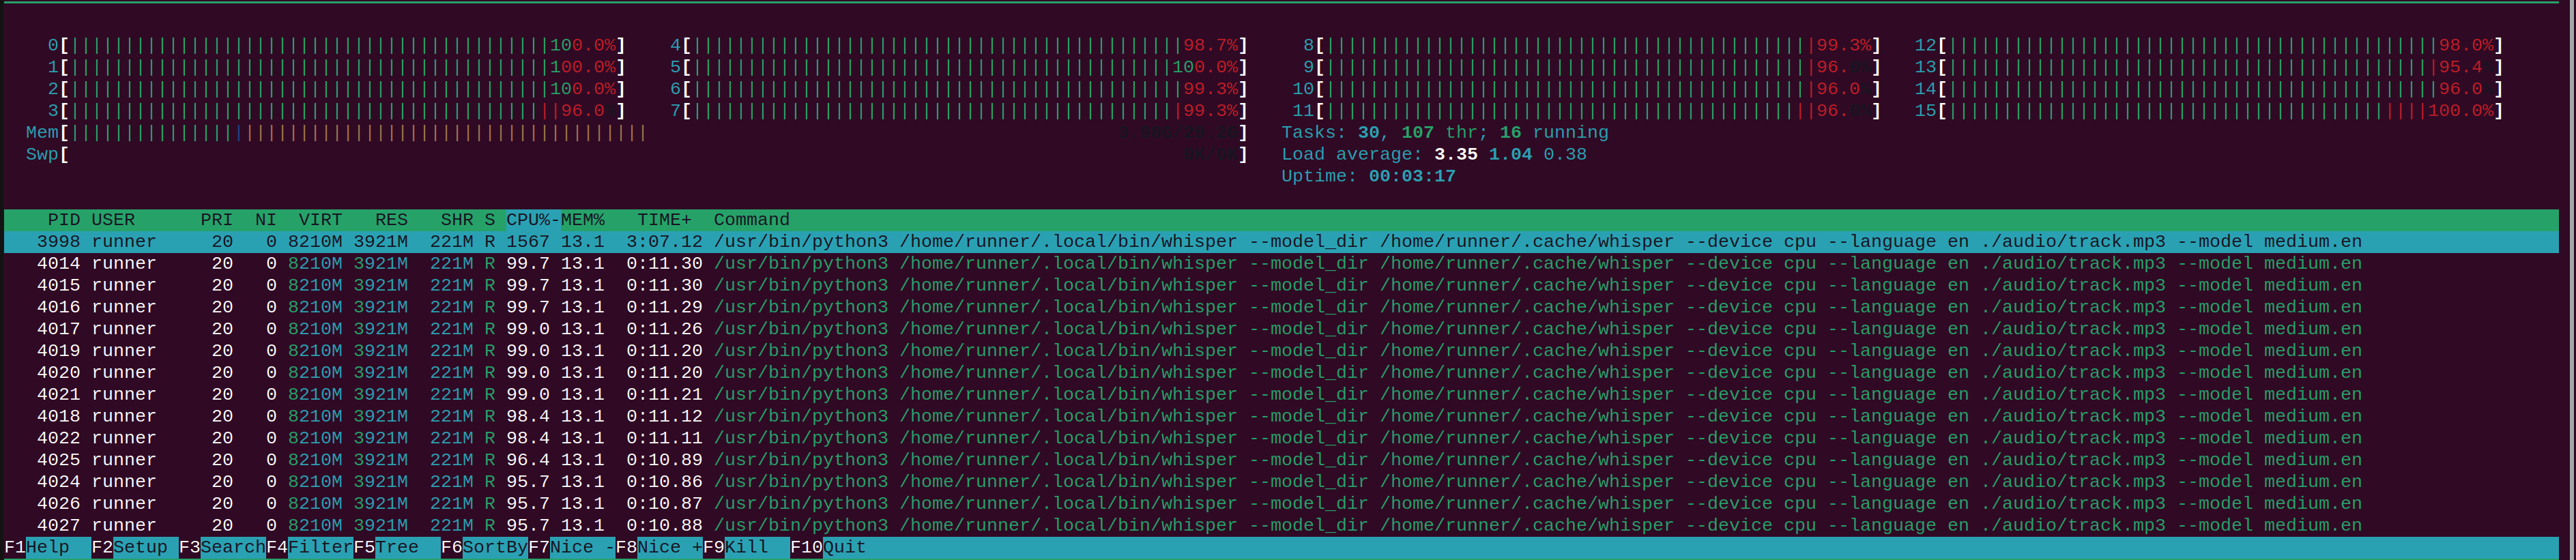 0[100.0%] 4[98.7%] 8[99.3%] 12[98.0%]
1[100.0%] 5[100.0%] 9[96. ] 13[95.4 ]
2[100.0%] 6[99.3%] 10[96.0 ] 14[96.0 ]
3[96.0 ] 7[99.3%] 11[96. ] 15[100.0%]
Mem[ ] Tasks: 30, 107 thr; 16 running
Swp[ ] Load average: 3.35 1.04 0.38
Uptime: 00:03:17
PID USER PRI NI VIRT RES SHR S CPU%-MEM% TIME+ Command
3998 runner 20 0 8210M 3921M 221M R 1567 13.1 3:07.12 /usr/bin/python3 /home/runner/.local/bin/whisper --model_dir /home/runner/.cache/whisper --device cpu --language en ./audio/track.mp3 --model medium.en
4014 runner 20 0 8210M 3921M 221M R 99.7 13.1 0:11.30 /usr/bin/python3 /home/runner/.local/bin/whisper --model_dir /home/runner/.cache/whisper --device cpu --language en ./audio/track.mp3 --model medium.en
4015 runner 20 0 8210M 3921M 221M R 99.7 13.1 0:11.30 /usr/bin/python3 /home/runner/.local/bin/whisper --model_dir /home/runner/.cache/whisper --device cpu --language en ./audio/track.mp3 --model medium.en
4016 runner 20 0 8210M 3921M 221M R 99.7 13.1 0:11.29 /usr/bin/python3 /home/runner/.local/bin/whisper --model_dir /home/runner/.cache/whisper --device cpu --language en ./audio/track.mp3 --model medium.en
4017 runner 20 0 8210M 3921M 221M R 99.0 13.1 0:11.26 /usr/bin/python3 /home/runner/.local/bin/whisper --model_dir /home/runner/.cache/whisper --device cpu --language en ./audio/track.mp3 --model medium.en
4019 runner 20 0 8210M 3921M 221M R 99.0 13.1 0:11.20 /usr/bin/python3 /home/runner/.local/bin/whisper --model_dir /home/runner/.cache/whisper --device cpu --language en ./audio/track.mp3 --model medium.en
4020 runner 20 0 8210M 3921M 221M R 99.0 13.1 0:11.20 /usr/bin/python3 /home/runner/.local/bin/whisper --model_dir /home/runner/.cache/whisper --device cpu --language en ./audio/track.mp3 --model medium.en
4021 runner 20 0 8210M 3921M 221M R 99.0 13.1 0:11.21 /usr/bin/python3 /home/runner/.local/bin/whisper --model_dir /home/runner/.cache/whisper --device cpu --language en ./audio/track.mp3 --model medium.en
4018 runner 20 0 8210M 3921M 221M R 98.4 13.1 0:11.12 /usr/bin/python3 /home/runner/.local/bin/whisper --model_dir /home/runner/.cache/whisper --device cpu --language en ./audio/track.mp3 --model medium.en
4022 runner 20 0 8210M 3921M 221M R 98.4 13.1 0:11.11 /usr/bin/python3 /home/runner/.local/bin/whisper --model_dir /home/runner/.cache/whisper --device cpu --language en ./audio/track.mp3 --model medium.en
4025 runner 20 0 8210M 3921M 221M R 96.4 13.1 0:10.89 /usr/bin/python3 /home/runner/.local/bin/whisper --model_dir /home/runner/.cache/whisper --device cpu --language en ./audio/track.mp3 --model medium.en
4024 runner 20 0 8210M 3921M 221M R 95.7 13.1 0:10.86 /usr/bin/python3 /home/runner/.local/bin/whisper --model_dir /home/runner/.cache/whisper --device cpu --language en ./audio/track.mp3 --model medium.en
4026 runner 20 0 8210M 3921M 221M R 95.7 13.1 0:10.87 /usr/bin/python3 /home/runner/.local/bin/whisper --model_dir /home/runner/.cache/whisper --device cpu --language en ./audio/track.mp3 --model medium.en
4027 runner 20 0 8210M 3921M 221M R 95.7 13.1 0:10.88 /usr/bin/python3 /home/runner/.local/bin/whisper --model_dir /home/runner/.cache/whisper --device cpu --language en ./audio/track.mp3 --model medium.en
F1Help F2Setup F3SearchF4FilterF5Tree F6SortByF7Nice -F8Nice +F9Kill F10Quit